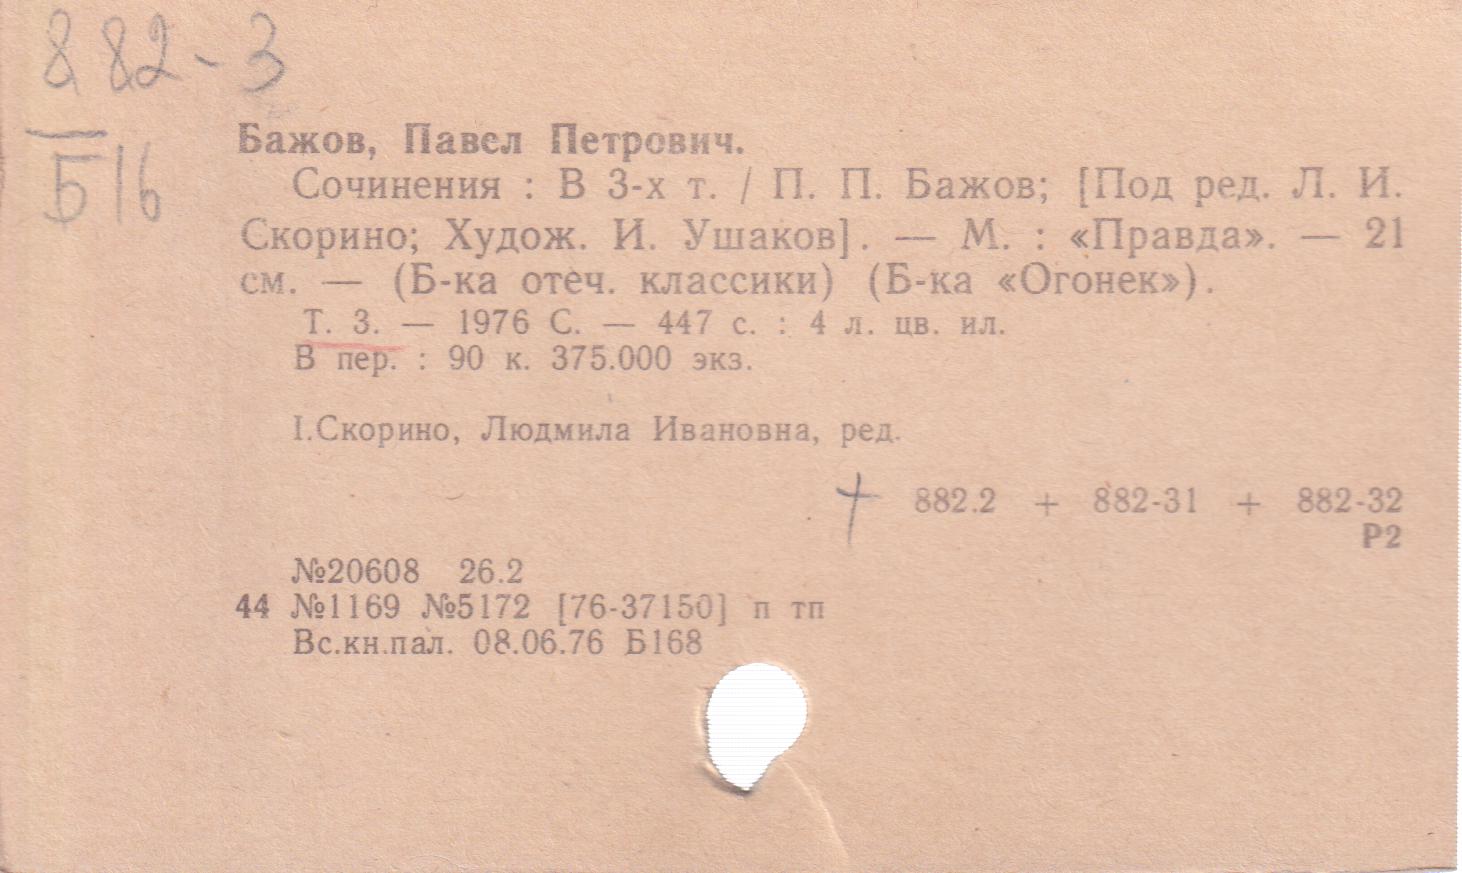 882-3
Б16
Бажов, Павел Петрович.
Сочинения : В 3-х т. / П. П. Бажов; [Под ред. Л. И.
Скорино; Худож. И. Ушаков]. — М. : «Правда». — 21
см. — (Б-ка отеч. классики) (Б-ка «Огонек»).
Т. 3. — 1976 С. — 447 с. : 4 л. цв. ил.
В пер. : 90 к. 375.000 экз.
I.Скорино, Людмила Ивановна, ред.
+ 882.2 + 882-31 + 882-32
Р2
№20608 26.2
44 №1169 №5172 [76-37150] п тп
Вс.кн.пал. 08.06.76 Б168